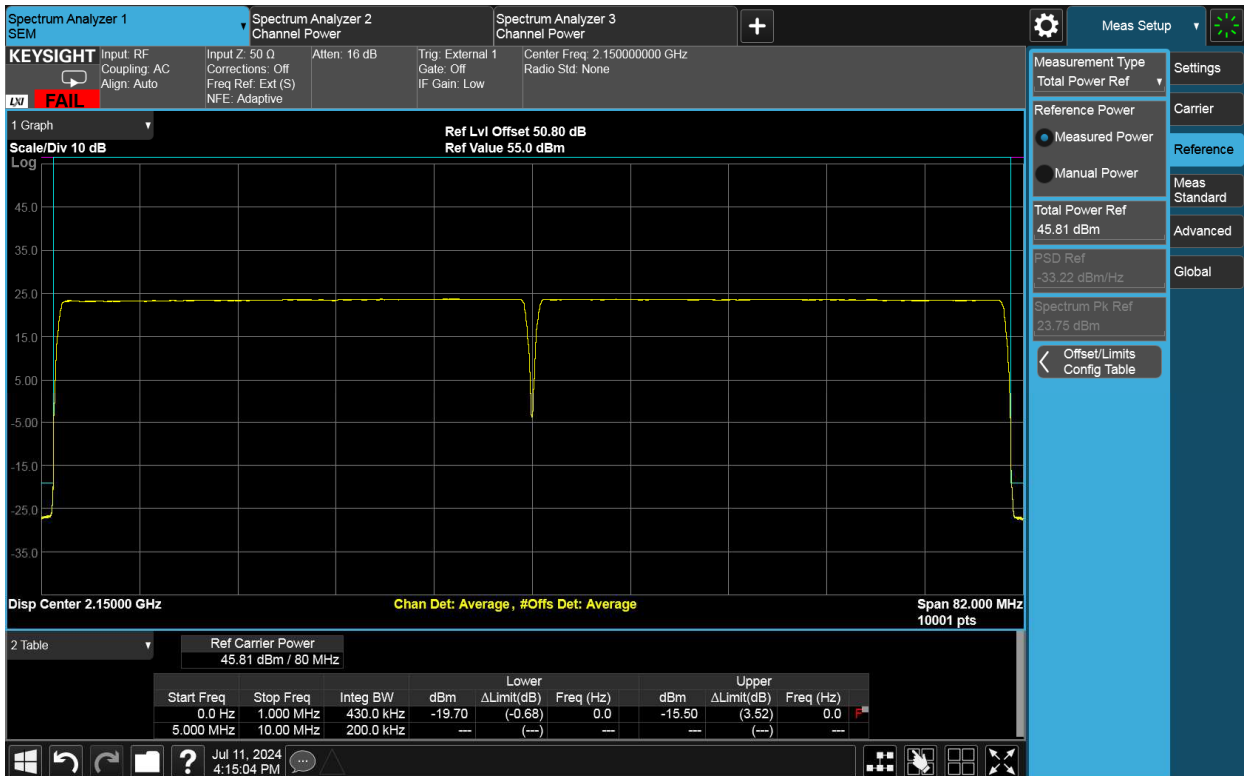 Spectrum Analyzer 1
SEM
Spectrum Analyzer 2
Channel Power
Spectrum Analyzer 3
Channel Power
+
Meas Setup
KEYSIGHT
LXI
FAIL
Input: RF
Coupling: AC
Align: Auto
Input Z: 50 Ω
Corrections: Off
Freq Ref: Ext (S)
NFE: Adaptive
Atten: 16 dB
Trig: External 1
Gate: Off
IF Gain: Low
Center Freq: 2.150000000 GHz
Radio Std: None
1 Graph
Scale/Div 10 dB
Log
Ref Lvl Offset 50.80 dB
Ref Value 55.0 dBm
45.0
35.0
25.0
15.0
5.00
-5.00
-15.0
-25.0
-35.0
Disp Center 2.15000 GHz
Chan Det: Average , #Offs Det: Average
Span 82.000 MHz
10001 pts
2 Table
Ref Carrier Power
45.81 dBm / 80 MHz
Lower Upper
Start Freq Stop Freq Integ BW dBm ΔLimit(dB) Freq (Hz) dBm ΔLimit(dB) Freq (Hz)
0.0 Hz 1.000 MHz 430.0 kHz -19.70 (-0.68) 0.0 -15.50 (3.52) 0.0 F
5.000 MHz 10.00 MHz 200.0 kHz --- (---) --- --- (---) ---
Measurement Type
Total Power Ref
Reference Power
Measured Power
Manual Power
Total Power Ref
45.81 dBm
PSD Ref
-33.22 dBm/Hz
Spectrum Pk Ref
23.75 dBm
Offset/Limits
Config Table
Settings
Carrier
Reference
Meas
Standard
Advanced
Global
?
Jul 11, 2024
4:15:04 PM